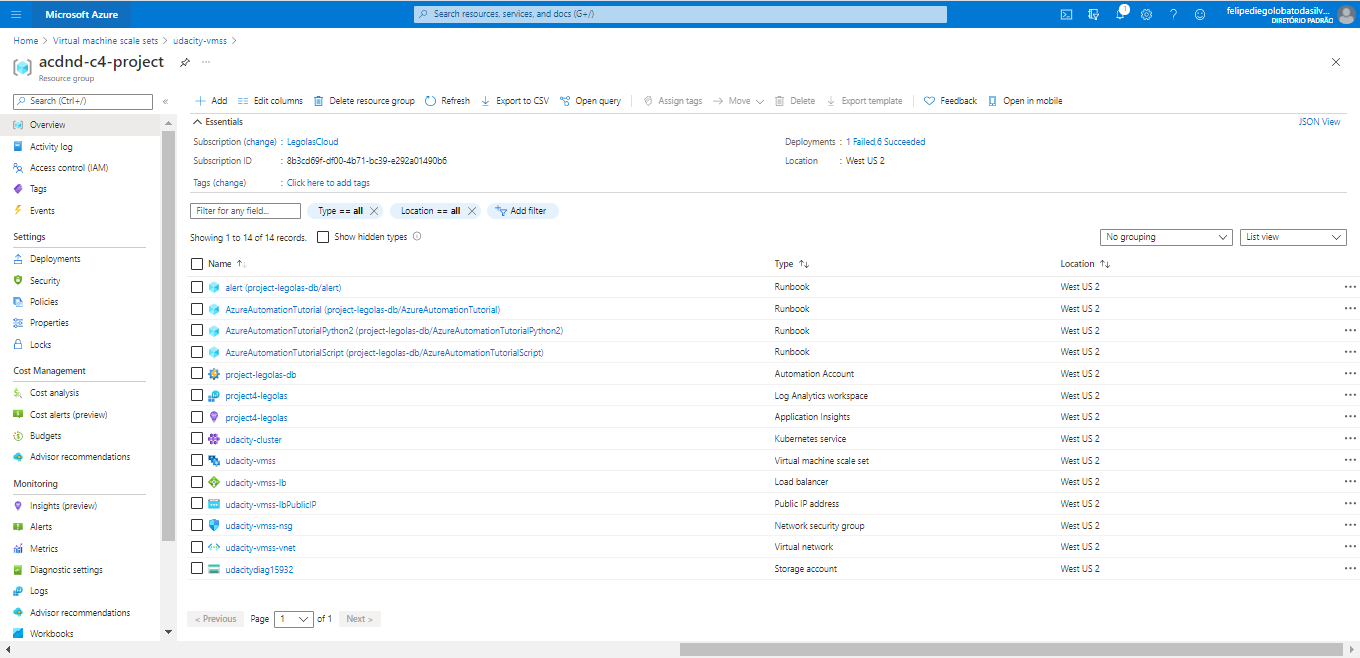 Microsoft Azure
Search resources, services, and docs (G+/)
1
felipediegolobatodasilv...
DIRETÓRIO PADRÃO
Home > Virtual machine scale sets > udacity-vmss >
acdnd-c4-project
Resource group
Search (Ctrl+/)
Overview
Activity log
Access control (IAM)
Tags
Events
Settings
Deployments
Security
Policies
Properties
Locks
Cost Management
Cost analysis
Cost alerts (preview)
Budgets
Advisor recommendations
Monitoring
Insights (preview)
Alerts
Metrics
Diagnostic settings
Logs
Advisor recommendations
Workbooks
Add Edit columns Delete resource group Refresh Export to CSV Open query Assign tags Move Delete Export template Feedback Open in mobile
Essentials JSON View
Subscription (change) : LegolasCloud Deployments : 1 Failed,6 Succeeded
Subscription ID : 8b3cd69f-df00-4b71-bc39-e292a01490b6 Location : West US 2
Tags (change) : Click here to add tags
Filter for any field... Type == all Location == all Add filter
Showing 1 to 14 of 14 records. Show hidden types No grouping List view
Name Type Location
alert (project-legolas-db/alert) Runbook West US 2
AzureAutomationTutorial (project-legolas-db/AzureAutomationTutorial) Runbook West US 2
AzureAutomationTutorialPython2 (project-legolas-db/AzureAutomationTutorialPython2) Runbook West US 2
AzureAutomationTutorialScript (project-legolas-db/AzureAutomationTutorialScript) Runbook West US 2
project-legolas-db Automation Account West US 2
project4-legolas Log Analytics workspace West US 2
project4-legolas Application Insights West US 2
udacity-cluster Kubernetes service West US 2
udacity-vmss Virtual machine scale set West US 2
udacity-vmss-lb Load balancer West US 2
udacity-vmss-lbPublicIP Public IP address West US 2
udacity-vmss-nsg Network security group West US 2
udacity-vmss-vnet Virtual network West US 2
udacitydiag15932 Storage account West US 2
< Previous Page 1 of 1 Next >